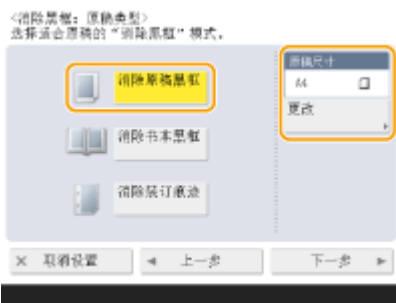 <消除黑框：原稿类型>
选择适合原稿的“消除黑框”模式。
消除原稿黑框
原稿尺寸
A4
更改
消除书本黑框
消除装订痕迹
× 取消设置
◀ 上一步
下一步 ▶